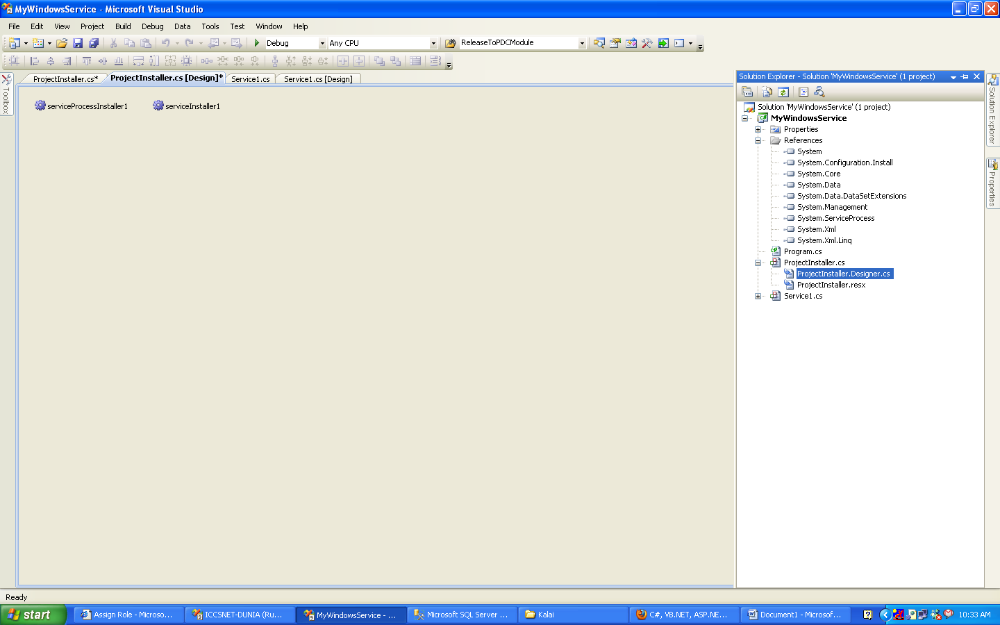 MyWindowsService - Microsoft Visual Studio
File Edit View Project Build Debug Data Tools Test Window Help
Debug Any CPU ReleaseToPDCModule
ProjectInstaller.cs* ProjectInstaller.cs [Design]* Service1.cs Service1.cs [Design]
Toolbox
serviceProcessInstaller1 serviceInstaller1
Solution Explorer - Solution 'MyWindowsService' (1 project)
Solution 'MyWindowsService' (1 project)
MyWindowsService
Properties
References
System
System.Configuration.Install
System.Core
System.Data
System.Data.DataSetExtensions
System.Management
System.ServiceProcess
System.Xml
System.Xml.Linq
Program.cs
ProjectInstaller.cs
ProjectInstaller.Designer.cs
ProjectInstaller.resx
Service1.cs
Solution Explorer
Properties
Ready
start Assign Role - Microso... ICCSNET-DUNIA (Ru... MyWindowsService - ... Microsoft SQL Server ... Kalai C#, VB.NET, ASP.NE... Document1 - Microsof... 10:33 AM